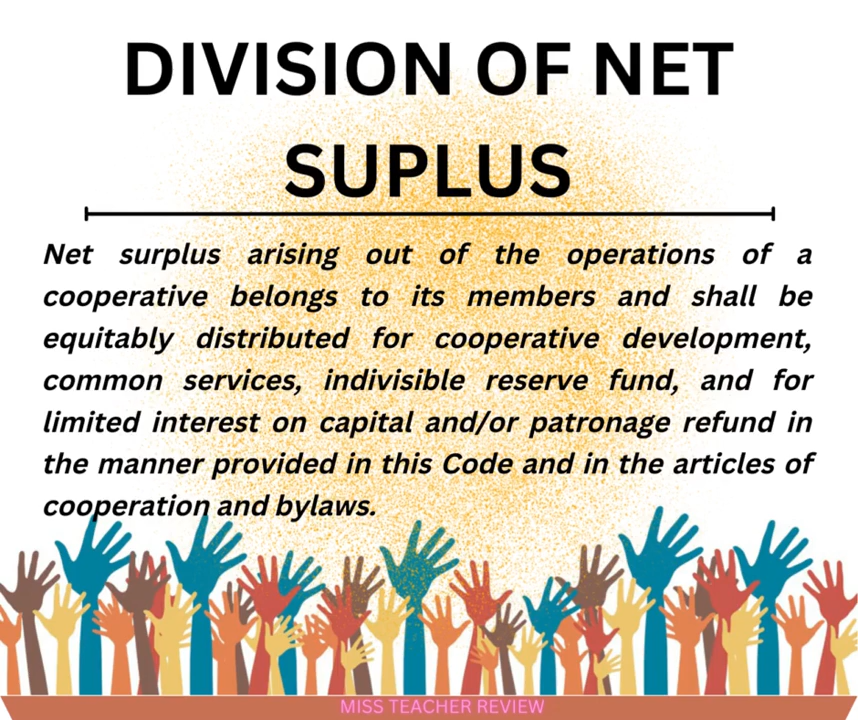 DIVISION OF NET
SUPLUS
Net surplus arising out of the operations of a
cooperative belongs to its members and shall be
equitably distributed for cooperative development,
common services, indivisible reserve fund, and for
limited interest on capital and/or patronage refund in
the manner provided in this Code and in the articles of
cooperation and bylaws.
MISS TEACHER REVIEW